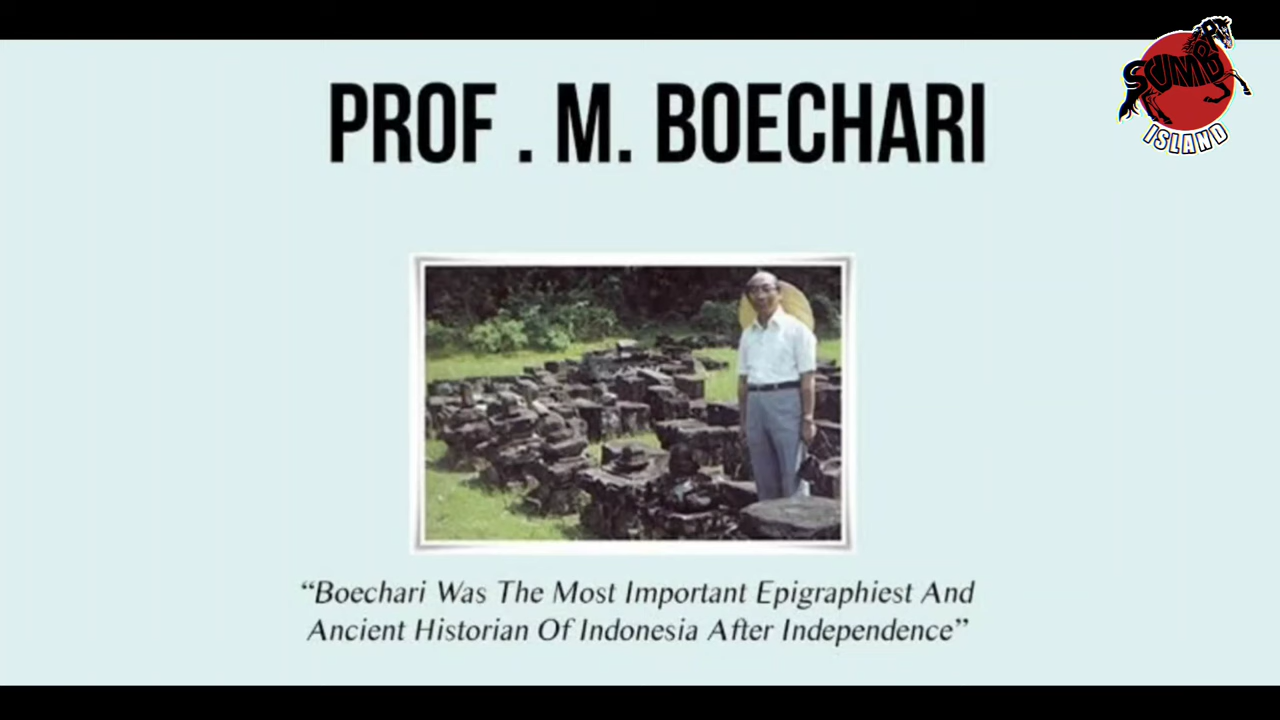 PROF . M. BOECHARI
SUMBA
ISLAND
“Boechari Was The Most Important Epigraphiest And
Ancient Historian Of Indonesia After Independence”